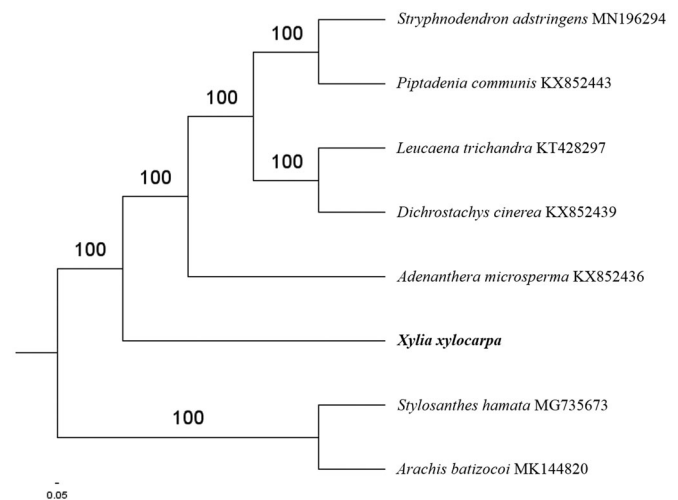 100
Stryphnodendron adstringens MN196294
Piptadenia communis KX852443
100
100
Leucaena trichandra KT428297
Dichrostachys cinerea KX852439
100
Adenanthera microsperma KX852436
100
Xylia xylocarpa
100
Stylosanthes hamata MG735673
Arachis batizocoi MK144820
0.05